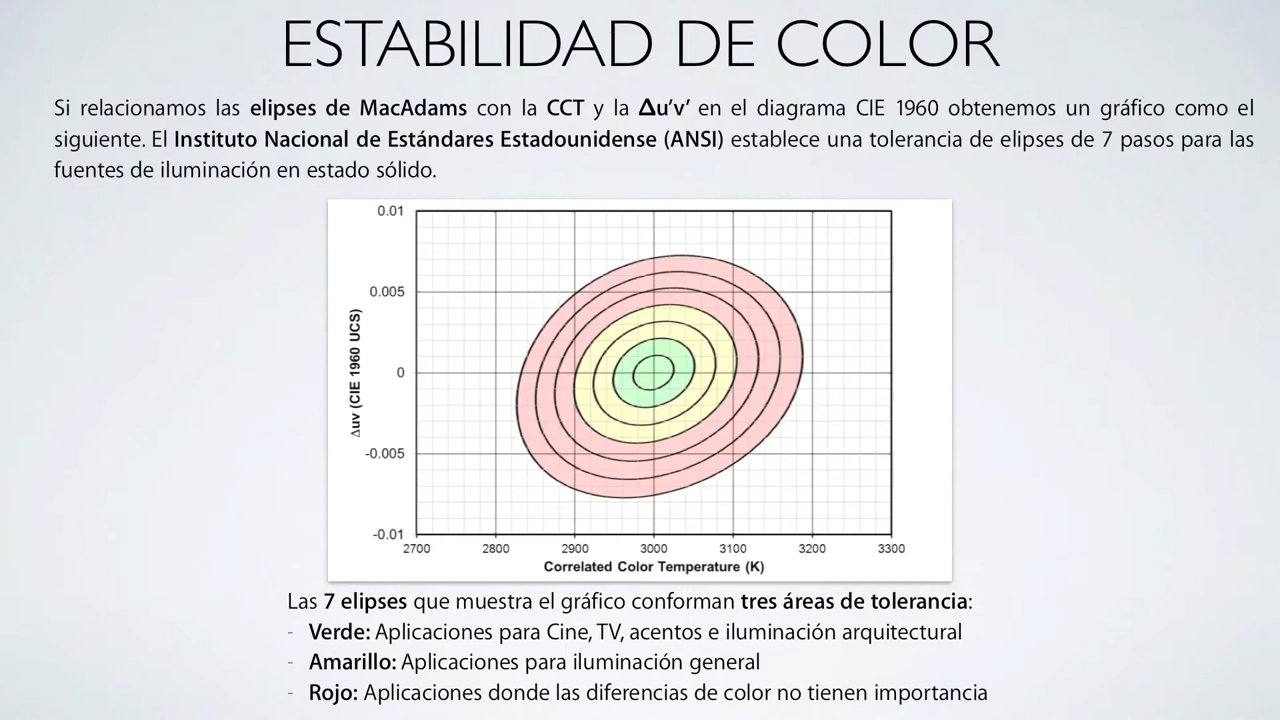 ESTABILIDAD DE COLOR
Si relacionamos las elipses de MacAdams con la CCT y la Δu’v’ en el diagrama CIE 1960 obtenemos un gráfico como el
siguiente. El Instituto Nacional de Estándares Estadounidense (ANSI) establece una tolerancia de elipses de 7 pasos para las
fuentes de iluminación en estado sólido.
0.01
0.005
0
-0.005
-0.01
Δuv (CIE 1960 UCS)
2700 2800 2900 3000 3100 3200 3300
Correlated Color Temperature (K)
Las 7 elipses que muestra el gráfico conforman tres áreas de tolerancia:
- Verde: Aplicaciones para Cine, TV, acentos e iluminación arquitectural
- Amarillo: Aplicaciones para iluminación general
- Rojo: Aplicaciones donde las diferencias de color no tienen importancia